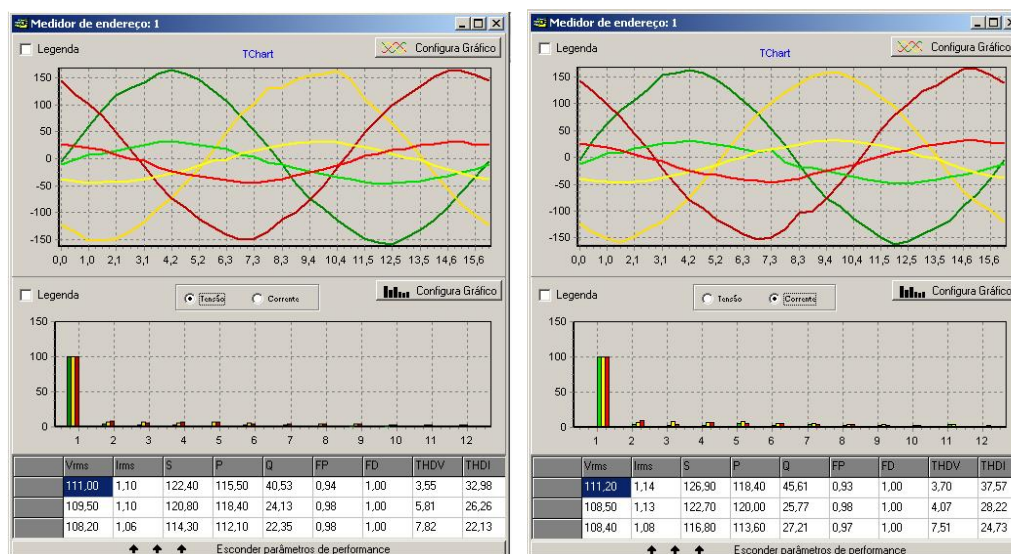 Medidor de endereço: 1
Legenda
Configura Gráfico
TChart
150
100
50
0
-50
-100
-150
0,0 1,0 2,1 3,1 4,2 5,2 6,3 7,3 8,3 9,4 10,4 11,5 12,5 13,5 14,6 15,6
Legenda
Tensão
Corrente
Configura Gráfico
150
100
50
0
1 2 3 4 5 6 7 8 9 10 11 12
Vrms Irms S P Q FP FD THDV THDI
111,00 1,10 122,40 115,50 40,53 0,94 1,00 3,55 32,98
109,50 1,10 120,80 118,40 24,13 0,98 1,00 5,81 26,26
108,20 1,06 114,30 112,10 22,35 0,98 1,00 7,82 22,13
Esconder parâmetros de performance
Medidor de endereço: 1
Legenda
Configura Gráfico
TChart
150
100
50
0
-50
-100
-150
0,0 1,0 2,1 3,1 4,2 5,2 6,3 7,3 8,3 9,4 10,4 11,5 12,5 13,5 14,6 15,6
Legenda
Tensão
Corrente
Configura Gráfico
150
100
50
0
1 2 3 4 5 6 7 8 9 10 11 12
Vrms Irms S P Q FP FD THDV THDI
111,20 1,14 126,90 118,40 45,61 0,93 1,00 3,70 37,57
108,50 1,13 122,70 120,00 25,77 0,98 1,00 4,07 28,22
108,40 1,08 116,80 113,60 27,21 0,97 1,00 7,51 24,73
Esconder parâmetros de performance